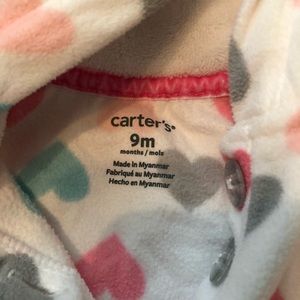 carter's®
9m
months / mois
Made in Myanmar
Fabriqué au Myanmar
Hecho en Myanmar